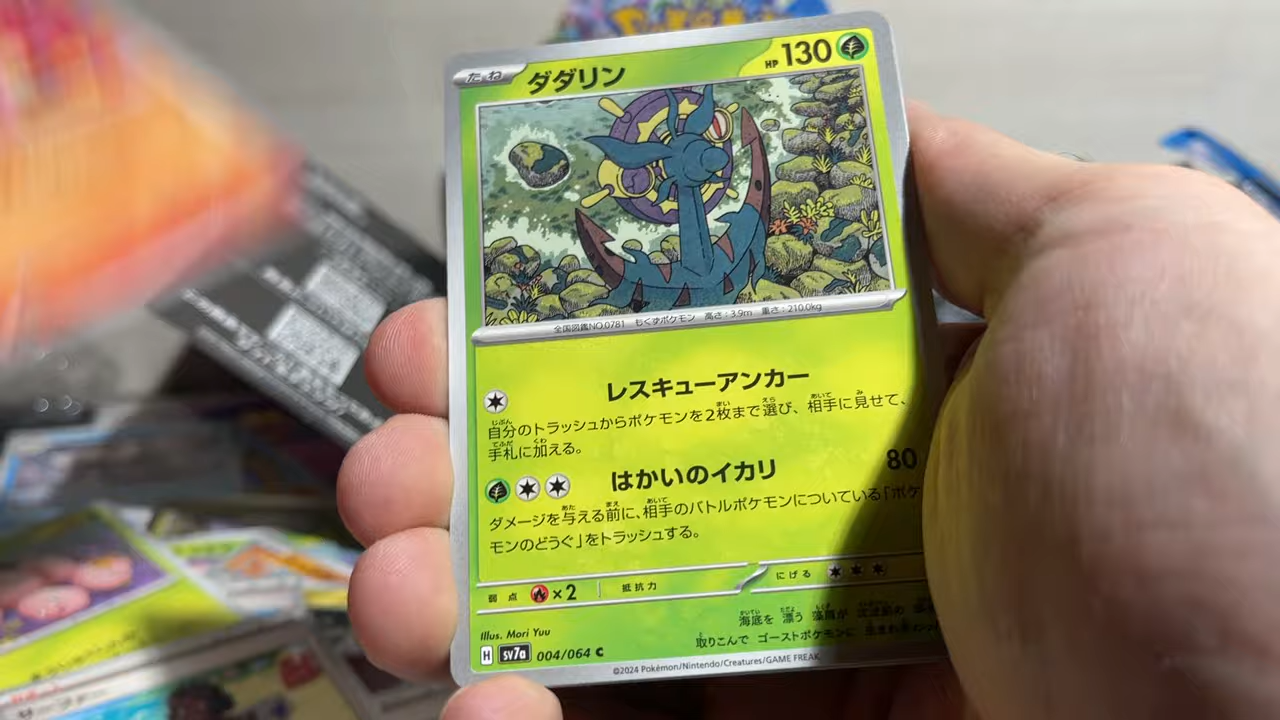 たね ダダリン HP 130
全国図鑑NO.0781 もくずポケモン 高さ:3.9m 重さ:210.0kg
レスキューアンカー
自分のトラッシュからポケモンを2枚まで選び、相手に見せて、
手札に加える。
はかいのイカリ 80
ダメージを与える前に、相手のバトルポケモンについている「ポケ
モンのどうぐ」をトラッシュする。
弱点 ×2 抵抗力 にげる
海底を 漂う 藻屑が
取りこんで ゴーストポケモンに
Illus. Mori Yuu
H sv7a 004/064 C
©2024 Pokémon/Nintendo/Creatures/GAME FREAK.